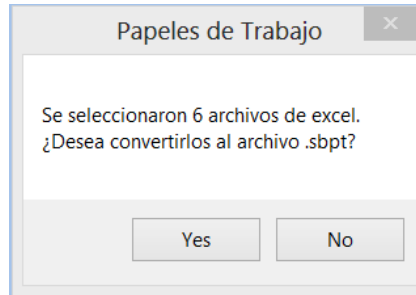 Papeles de Trabajo
Se seleccionaron 6 archivos de excel.
¿Desea convertirlos al archivo .sbpt?
Yes No